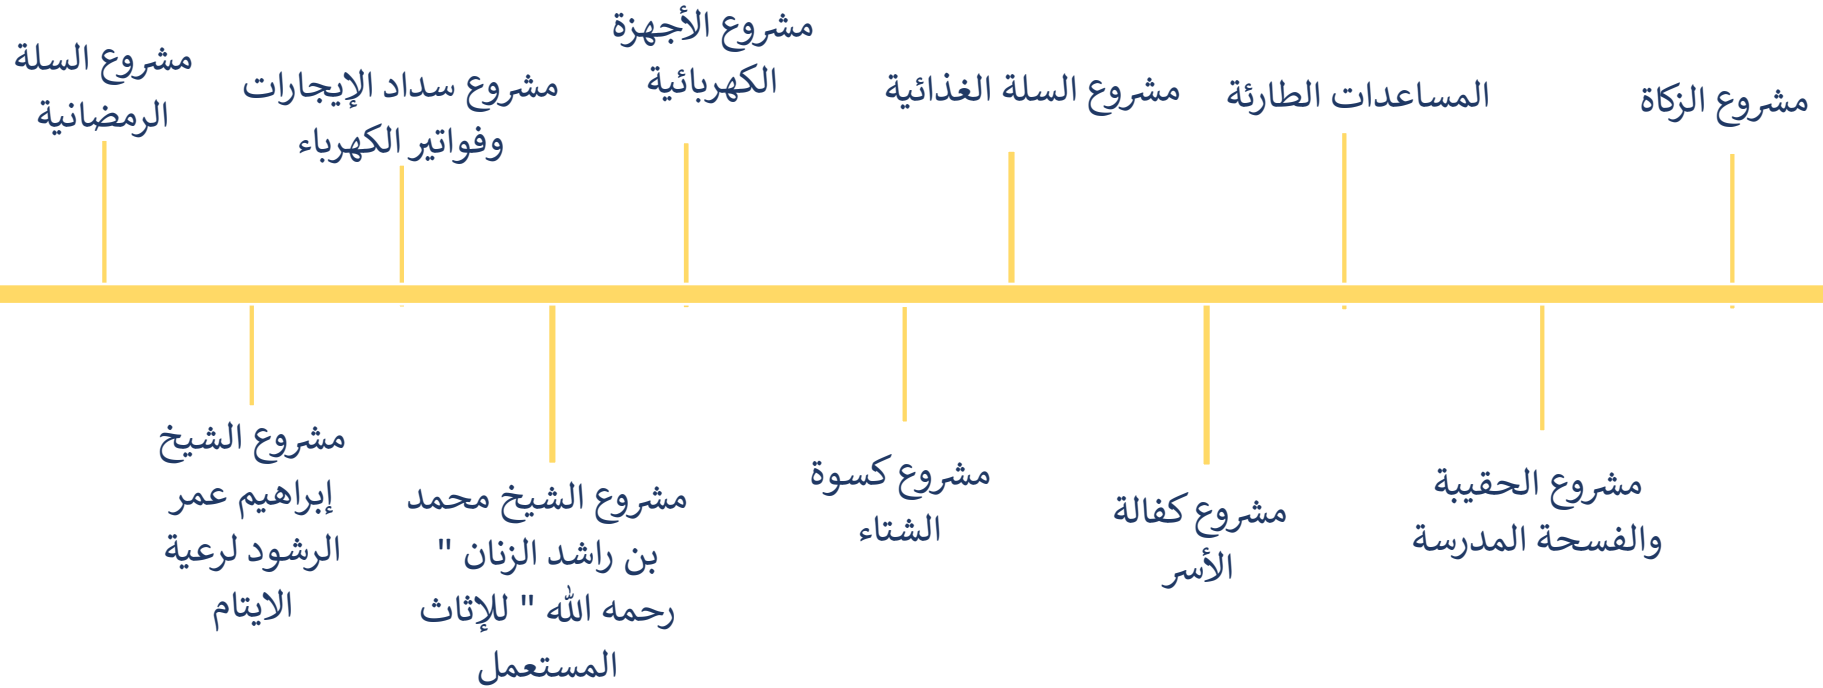 مشروع الزكاة
المساعدات الطارئة
مشروع السلة الغذائية
مشروع الأجهزة
الكهربائية
مشروع سداد الإيجارات
وفواتير الكهرباء
مشروع السلة
الرمضانية
مشروع الحقيبة
والفسحة المدرسة
مشروع كفالة
الأسر
مشروع كسوة
الشتاء
مشروع الشيخ محمد
بن راشد الزنان "
رحمه الله " للإثاث
المستعمل
مشروع الشيخ
إبراهيم عمر
الرشود لرعية
الايتام